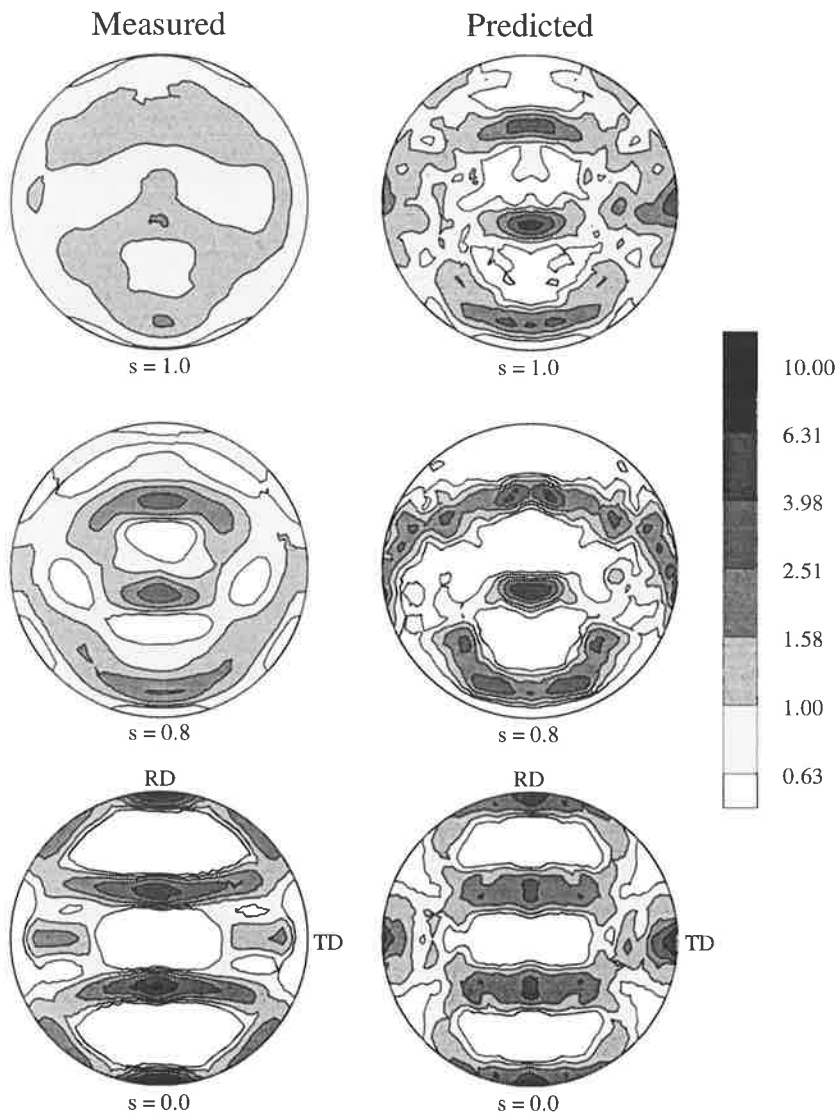 Measured
Predicted
s = 1.0
s = 1.0
10.00
6.31
3.98
2.51
1.58
1.00
0.63
s = 0.8
s = 0.8
RD
RD
TD
TD
s = 0.0
s = 0.0